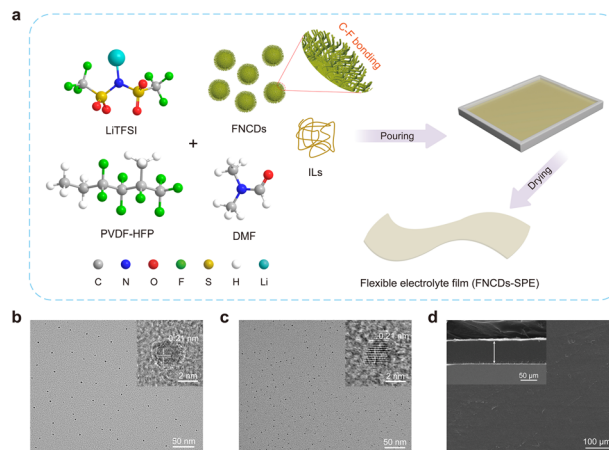 a
C-F bonding
LiTFSI
FNCDs
+
ILs
Pouring
Drying
PVDF-HFP
DMF
C N O F S H Li
Flexible electrolyte film (FNCDs-SPE)
b
0.21 nm
2 nm
50 nm
c
0.21 nm
2 nm
50 nm
d
50 µm
100 µm